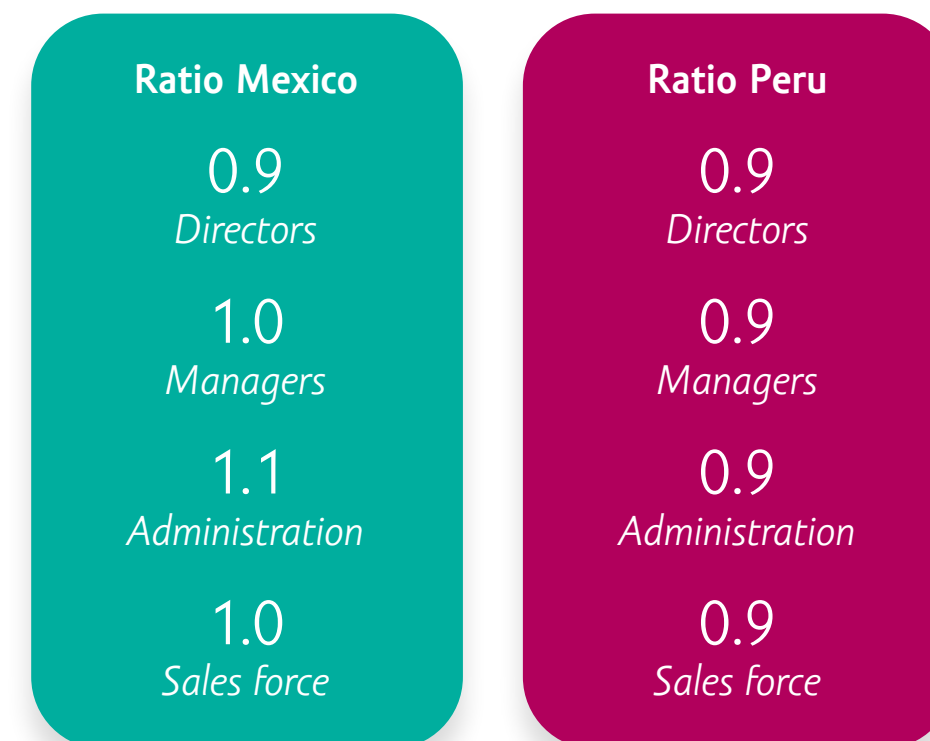 Ratio Mexico
0.9
Directors
1.0
Managers
1.1
Administration
1.0
Sales force
Ratio Peru
0.9
Directors
0.9
Managers
0.9
Administration
0.9
Sales force